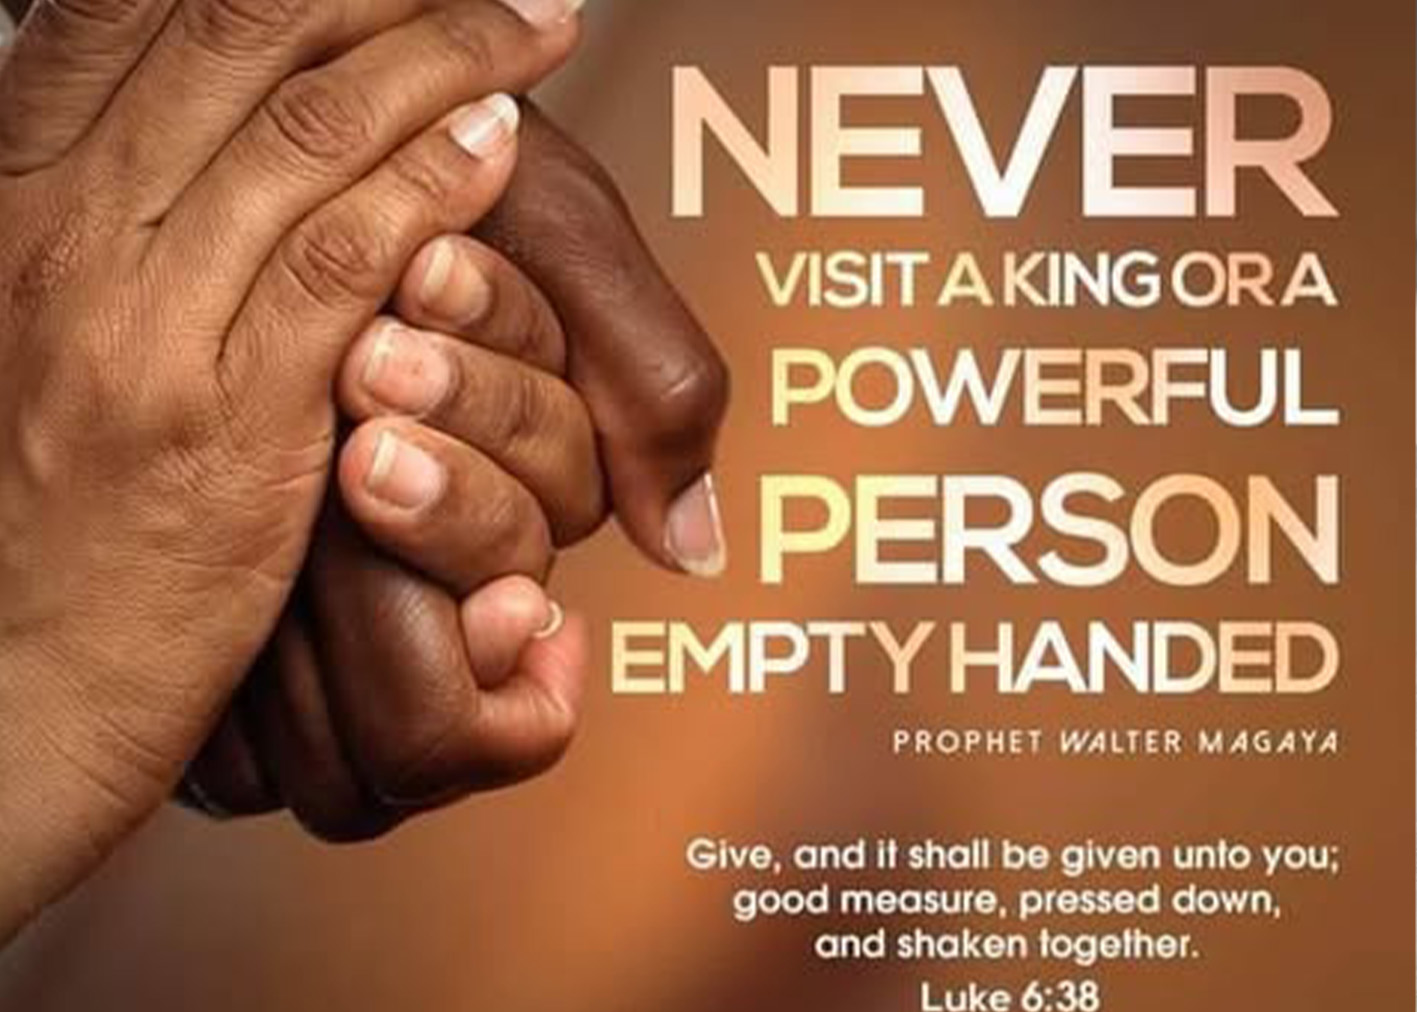 NEVER
VISIT A KING OR A
POWERFUL
PERSON
EMPTY HANDED
PROPHET WALTER MAGAYA
Give, and it shall be given unto you;
good measure, pressed down,
and shaken together.
Luke 6:38